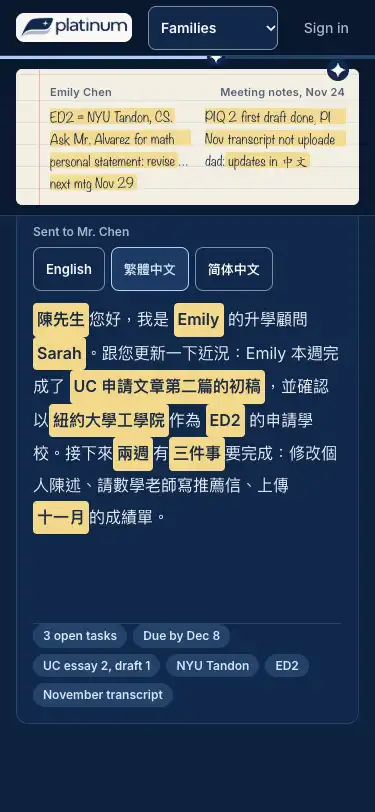 platinum
Families
Sign in
Emily Chen
Meeting notes, Nov 24
ED2 = NYU Tandon, CS.
Ask Mr. Alvarez for math
personal statement: revise ...
next mtg Nov 29
PIQ 2 first draft done, PI
Nov transcript not uploade
dad: updates in 中文
Sent to Mr. Chen
English
繁體中文
简体中文
陳先生您好，我是 Emily 的升學顧問
Sarah。跟您更新一下近況：Emily 本週完
成了 UC 申請文章第二篇的初稿，並確認
以紐約大學工學院作為 ED2 的申請學
校。接下來兩週有三件事要完成：修改個
人陳述、請數學老師寫推薦信、上傳
十一月的成績單。
3 open tasks
Due by Dec 8
UC essay 2, draft 1
NYU Tandon
ED2
November transcript